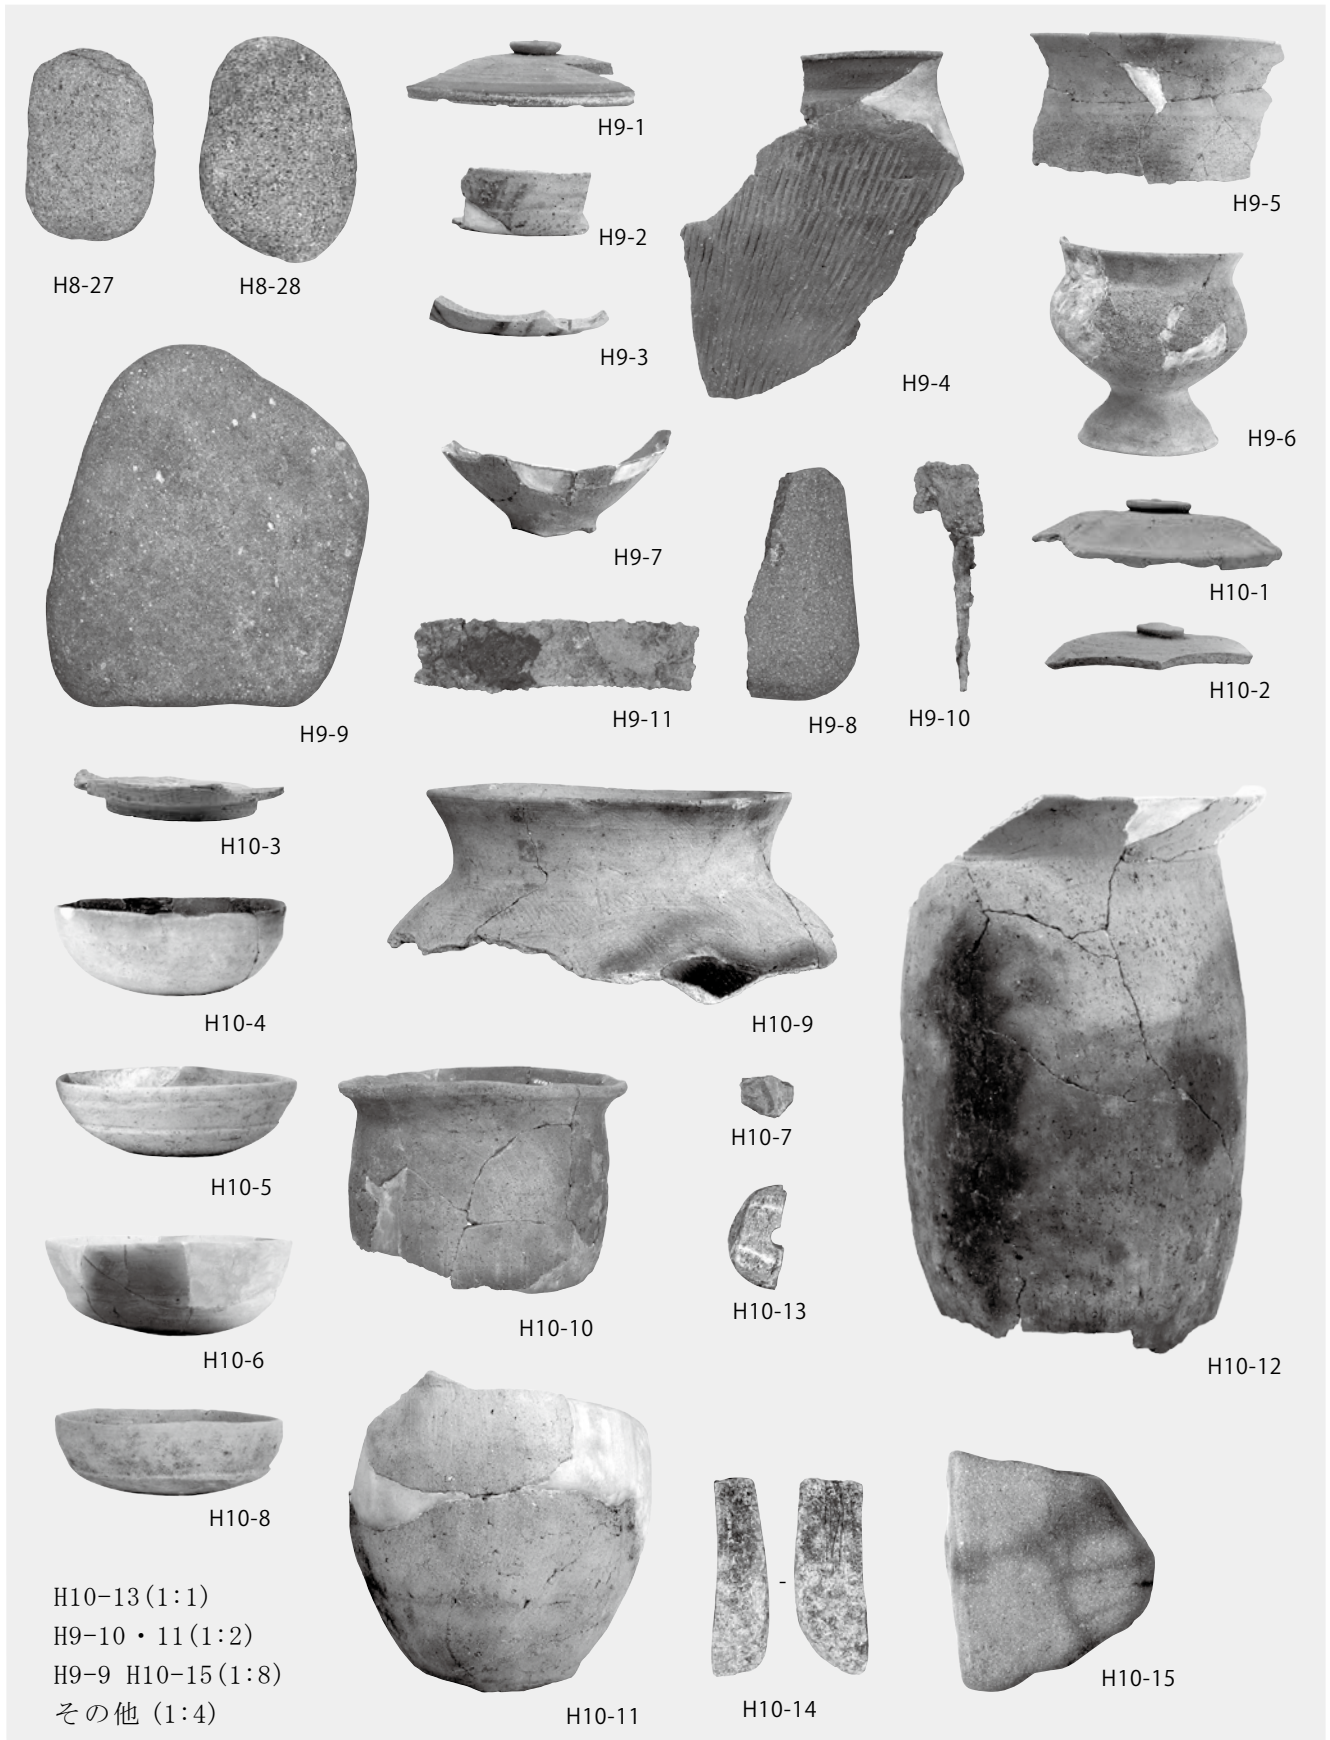 H8-27
H8-28
H9-1
H9-2
H9-3
H9-4
H9-5
H9-6
H9-7
H9-8
H9-9
H9-10
H9-11
H10-1
H10-2
H10-3
H10-4
H10-5
H10-6
H10-7
H10-8
H10-9
H10-10
H10-11
H10-12
H10-13
H10-14
-
H10-15
H10-13(1:1)
H9-10・11(1:2)
H9-9 H10-15(1:8)
その他 (1:4)